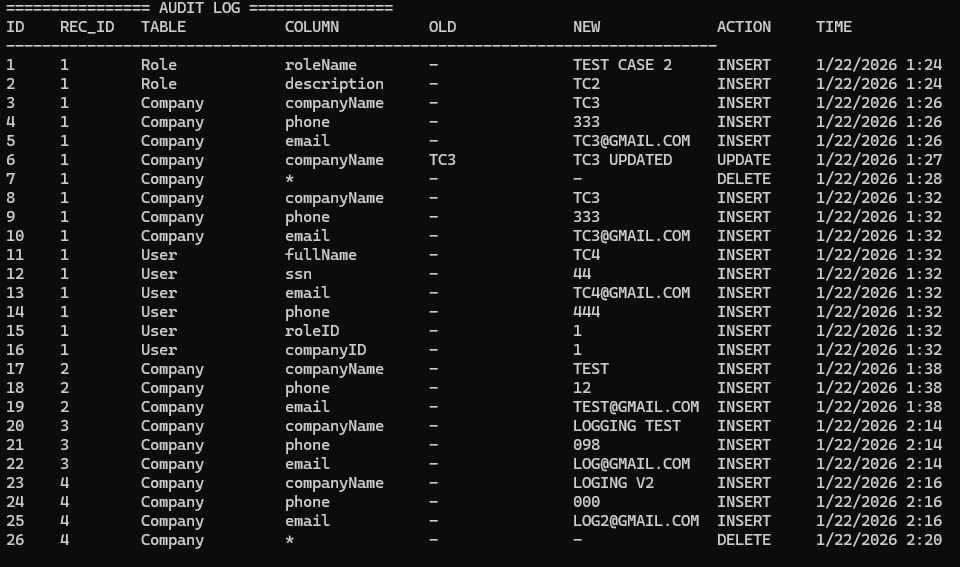 ================ AUDIT LOG ================
ID    REC_ID   TABLE           COLUMN          OLD             NEW             ACTION     TIME
-------------------------------------------------------------------------------
1     1        Role            roleName        -               TEST CASE 2     INSERT     1/22/2026 1:24
2     1        Role            description     -               TC2             INSERT     1/22/2026 1:24
3     1        Company         companyName     -               TC3             INSERT     1/22/2026 1:26
4     1        Company         phone           -               333             INSERT     1/22/2026 1:26
5     1        Company         email           -               TC3@GMAIL.COM   INSERT     1/22/2026 1:26
6     1        Company         companyName     TC3             TC3 UPDATED     UPDATE     1/22/2026 1:27
7     1        Company         *               -               -               DELETE     1/22/2026 1:28
8     1        Company         companyName     -               TC3             INSERT     1/22/2026 1:32
9     1        Company         phone           -               333             INSERT     1/22/2026 1:32
10    1        Company         email           -               TC3@GMAIL.COM   INSERT     1/22/2026 1:32
11    1        User            fullName        -               TC4             INSERT     1/22/2026 1:32
12    1        User            ssn             -               44              INSERT     1/22/2026 1:32
13    1        User            email           -               TC4@GMAIL.COM   INSERT     1/22/2026 1:32
14    1        User            phone           -               444             INSERT     1/22/2026 1:32
15    1        User            roleID          -               1               INSERT     1/22/2026 1:32
16    1        User            companyID       -               1               INSERT     1/22/2026 1:32
17    2        Company         companyName     -               TEST            INSERT     1/22/2026 1:38
18    2        Company         phone           -               12              INSERT     1/22/2026 1:38
19    2        Company         email           -               TEST@GMAIL.COM  INSERT     1/22/2026 1:38
20    3        Company         companyName     -               LOGGING TEST    INSERT     1/22/2026 2:14
21    3        Company         phone           -               098             INSERT     1/22/2026 2:14
22    3        Company         email           -               LOG@GMAIL.COM   INSERT     1/22/2026 2:14
23    4        Company         companyName     -               LOGING V2       INSERT     1/22/2026 2:16
24    4        Company         phone           -               000             INSERT     1/22/2026 2:16
25    4        Company         email           -               LOG2@GMAIL.COM  INSERT     1/22/2026 2:16
26    4        Company         *               -               -               DELETE     1/22/2026 2:20